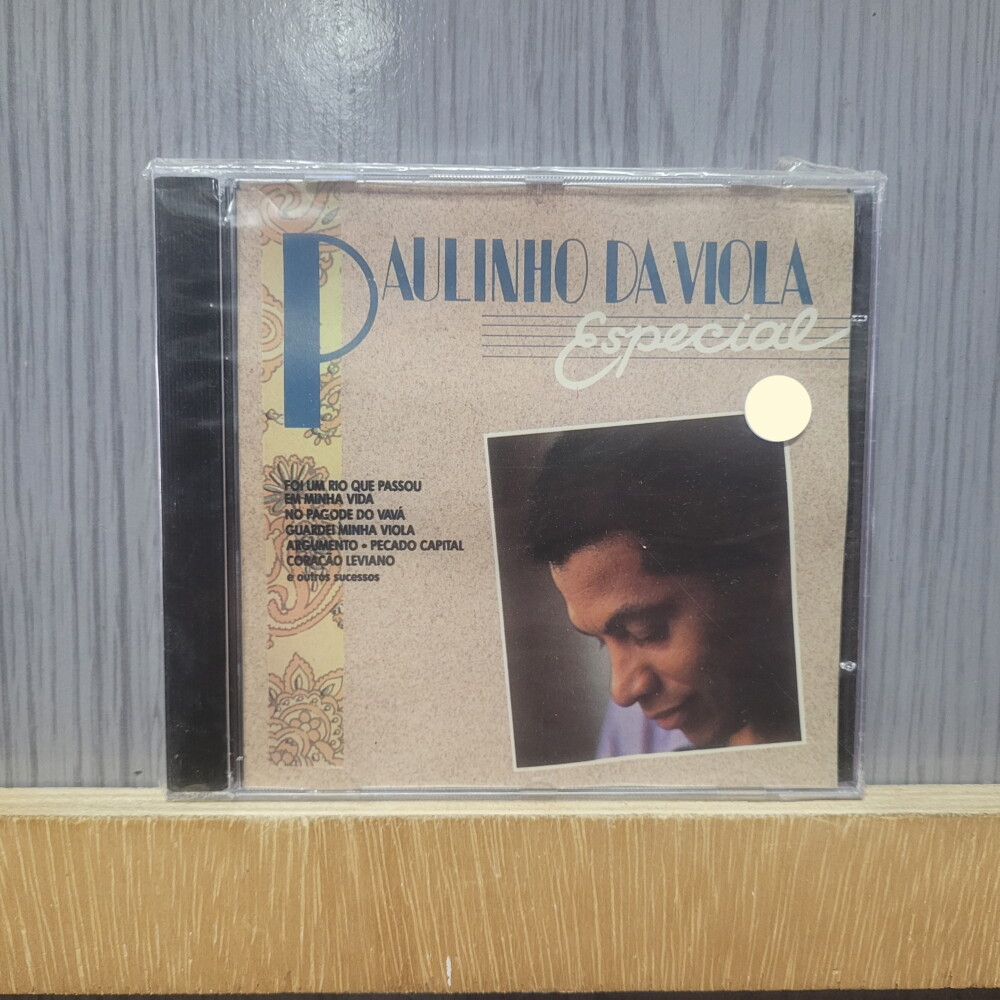 PAULINHO DA VIOLA
Especial
FOI UM RIO QUE PASSOU
EM MINHA VIDA
NO PAGODE DO VAVÁ
GUARDEI MINHA VIOLA
ARGUMENTO • PECADO CAPITAL
CORAÇÃO LEVIANO
e outros sucessos